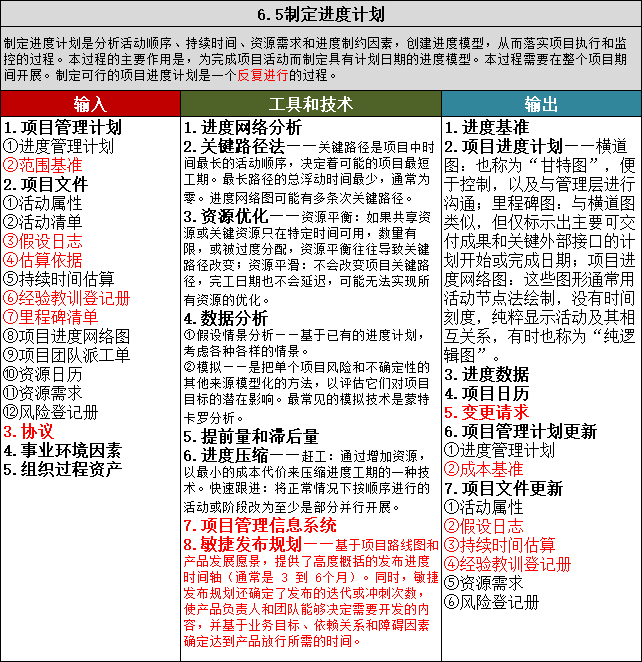 6.5制定进度计划
制定进度计划是分析活动顺序、持续时间、资源需求和进度制约因素，创建进度模型，从而落实项目执行和监
控的过程。本过程的主要作用是，为完成项目活动而制定具有计划日期的进度模型。本过程需要在整个项目期
间开展。制定可行的项目进度计划是一个反复进行的过程。
输入
1. 项目管理计划
①进度管理计划
②范围基准
2. 项目文件
①活动属性
②活动清单
③假设日志
④估算依据
⑤持续时间估算
⑥经验教训登记册
⑦里程碑清单
⑧项目进度网络图
⑨项目团队派工单
⑩资源日历
⑪资源需求
⑫风险登记册
3. 协议
4. 事业环境因素
5. 组织过程资产
工具和技术
1. 进度网络分析
2. 关键路径法——关键路径是项目中时
间最长的活动顺序，决定着可能的项目最短
工期。最长路径的总浮动时间最少，通常为
零。进度网络图可能有多条次关键路径。
3. 资源优化——资源平衡：如果共享资
源或关键资源只在特定时间可用，数量有
限，或被过度分配，资源平衡往往导致关键
路径改变；资源平滑：不会改变项目关键路
径，完工日期也不会延迟，可能无法实现所
有资源的优化。
4. 数据分析
①假设情景分析——基于已有的进度计划，
考虑各种各样的情景。
②模拟——是把单个项目风险和不确定性的
其他来源模型化的方法，以评估它们对项目
目标的潜在影响。最常见的模拟技术是蒙特
卡罗分析。
5. 提前量和滞后量
6. 进度压缩——赶工：通过增加资源，
以最小的成本代价来压缩进度工期的一种技
术。快速跟进：将正常情况下按顺序进行的
活动或阶段改为至少是部分并行开展。
7. 项目管理信息系统
8. 敏捷发布规划——基于项目路线图和
产品发展愿景，提供了高度概括的发布进度
时间轴（通常是 3 到 6个月）。同时，敏捷
发布规划还确定了发布的迭代或冲刺次数，
使产品负责人和团队能够决定需要开发的内
容，并基于业务目标、依赖关系和障碍因素
确定达到产品放行所需的时间。
输出
1. 进度基准
2. 项目进度计划——横道
图：也称为“甘特图”，便
于控制，以及与管理层进行
沟通；里程碑图：与横道图
类似，但仅标示出主要可交
付成果和关键外部接口的计
划开始或完成日期；项目进
度网络图：这些图形通常用
活动节点法绘制，没有时间
刻度，纯粹显示活动及其相
互关系，有时也称为“纯逻
辑图”。
3. 进度数据
4. 项目日历
5. 变更请求
6. 项目管理计划更新
①进度管理计划
②成本基准
7. 项目文件更新
①活动属性
②假设日志
③持续时间估算
④经验教训登记册
⑤资源需求
⑥风险登记册